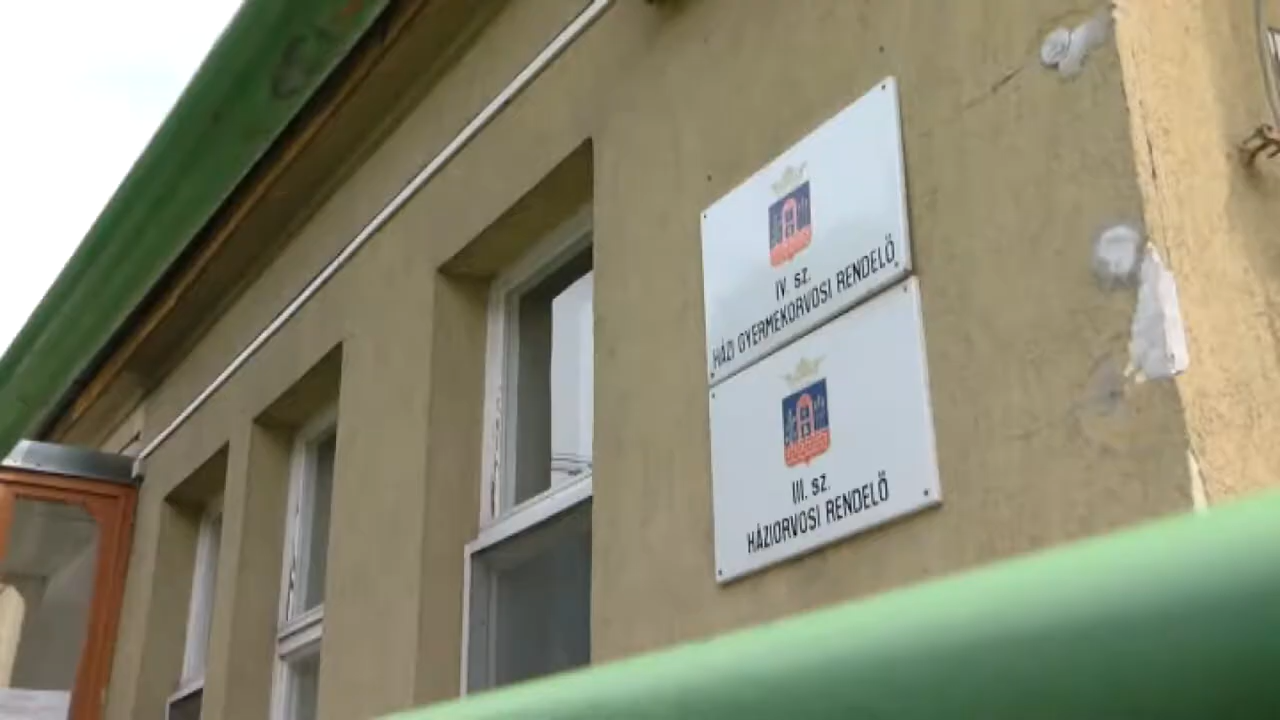 IV. sz.
HÁZI GYERMEKORVOSI RENDELŐ
III. sz.
HÁZIORVOSI RENDELŐ